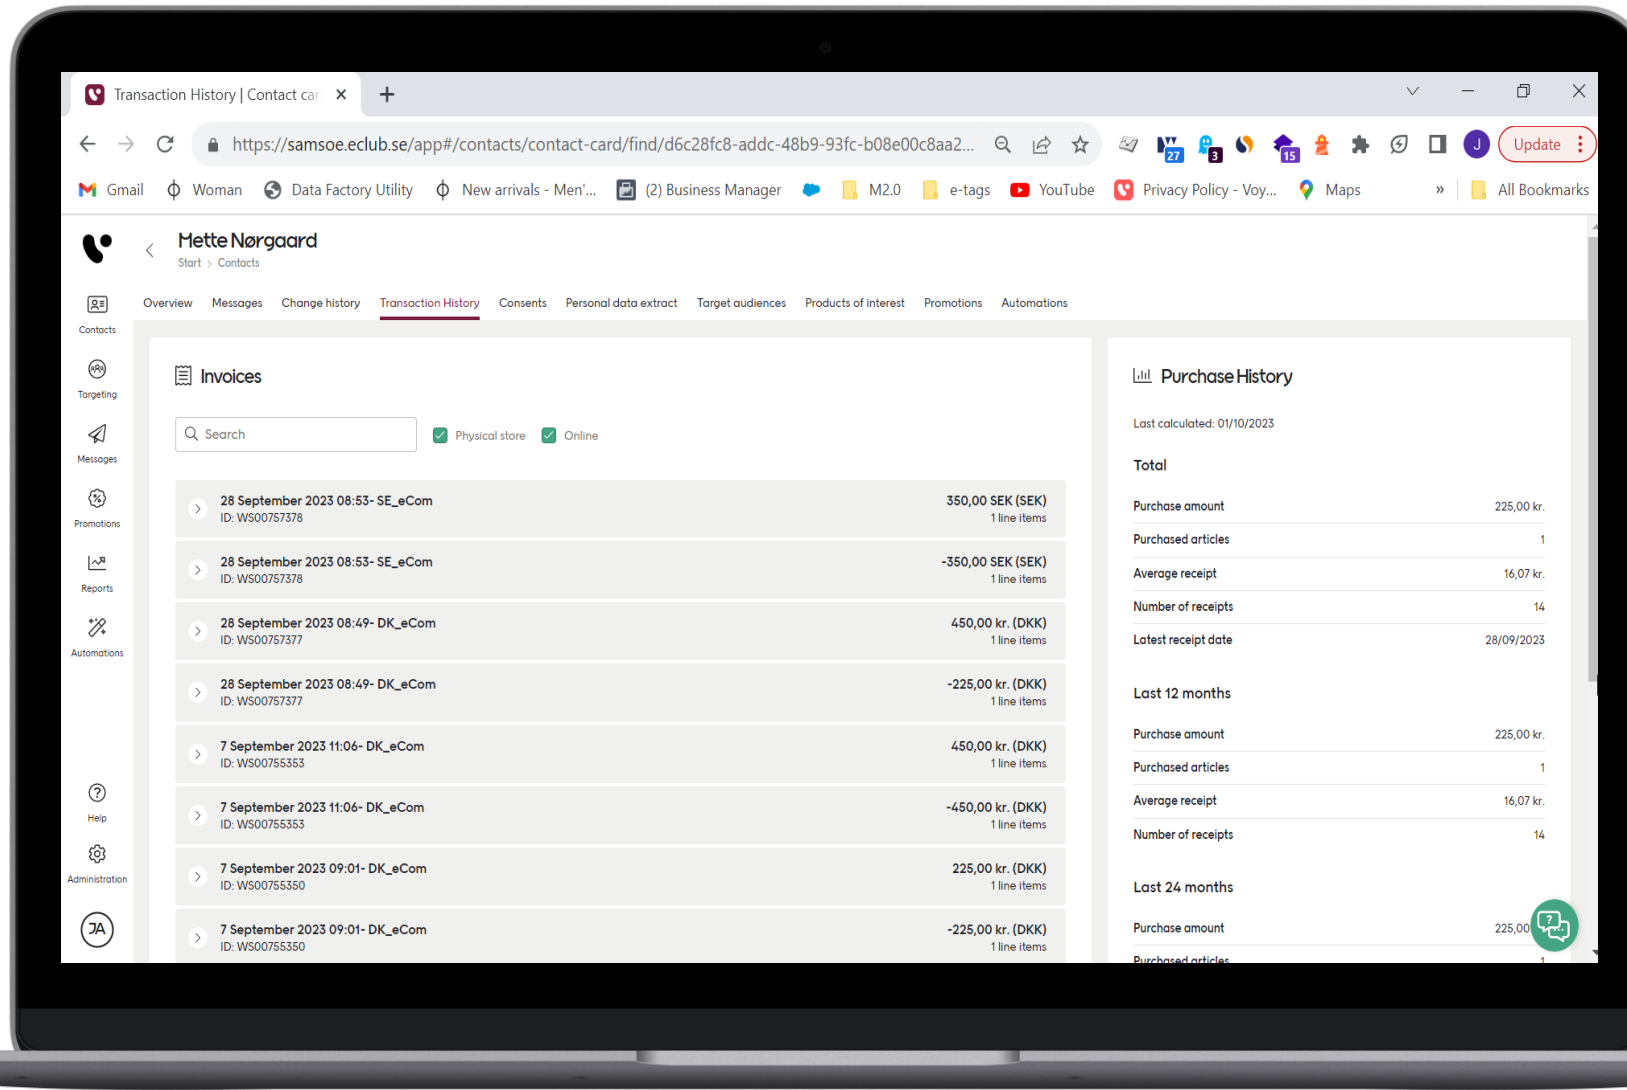 Transaction History | Contact car
https://samsoe.eclub.se/app#/contacts/contact-card/find/d6c28fc8-addc-48b9-93fc-b08e00c8aa2...
27
3
15
J
Update
Gmail
Woman
Data Factory Utility
New arrivals - Men'...
(2) Business Manager
M2.0
e-tags
YouTube
Privacy Policy - Voy...
Maps
»
All Bookmarks
Mette Nørgaard
Start > Contacts
Overview
Messages
Change history
Transaction History
Consents
Personal data extract
Target audiences
Products of interest
Promotions
Automations
Contacts
Targeting
Messages
Promotions
Reports
Automations
Help
Administration
JA
Invoices
Search
Physical store
Online
28 September 2023 08:53- SE_eCom
350,00 SEK (SEK)
ID: WS00757378
1 line items
28 September 2023 08:53- SE_eCom
-350,00 SEK (SEK)
ID: WS00757378
1 line items
28 September 2023 08:49- DK_eCom
450,00 kr. (DKK)
ID: WS00757377
1 line items
28 September 2023 08:49- DK_eCom
-225,00 kr. (DKK)
ID: WS00757377
1 line items
7 September 2023 11:06- DK_eCom
450,00 kr. (DKK)
ID: WS00755353
1 line items
7 September 2023 11:06- DK_eCom
-450,00 kr. (DKK)
ID: WS00755353
1 line items
7 September 2023 09:01- DK_eCom
225,00 kr. (DKK)
ID: WS00755350
1 line items
7 September 2023 09:01- DK_eCom
-225,00 kr. (DKK)
ID: WS00755350
1 line items
Purchase History
Last calculated: 01/10/2023
Total
Purchase amount 225,00 kr.
Purchased articles 1
Average receipt 16,07 kr.
Number of receipts 14
Latest receipt date 28/09/2023
Last 12 months
Purchase amount 225,00 kr.
Purchased articles 1
Average receipt 16,07 kr.
Number of receipts 14
Last 24 months
Purchase amount 225,00
Purchased articles 1